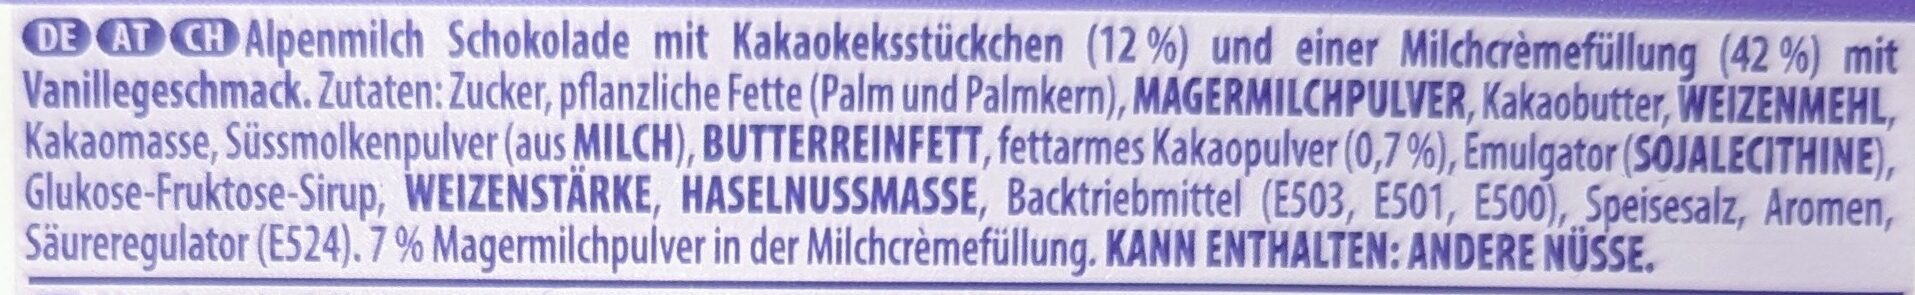 DE AT CH Alpenmilch Schokolade mit Kakaokeksstückchen (12 %) und einer Milchcrèmefüllung (42 %) mit
Vanillegeschmack. Zutaten: Zucker, pflanzliche Fette (Palm und Palmkern), MAGERMILCHPULVER, Kakaobutter, WEIZENMEHL,
Kakaomasse, Süssmolkenpulver (aus MILCH), BUTTERREINFETT, fettarmes Kakaopulver (0,7 %), Emulgator (SOJALECITHINE),
Glukose-Fruktose-Sirup, WEIZENSTÄRKE, HASELNUSSMASSE, Backtriebmittel (E503, E501, E500), Speisesalz, Aromen,
Säureregulator (E524). 7 % Magermilchpulver in der Milchcrèmefüllung. KANN ENTHALTEN: ANDERE NÜSSE.